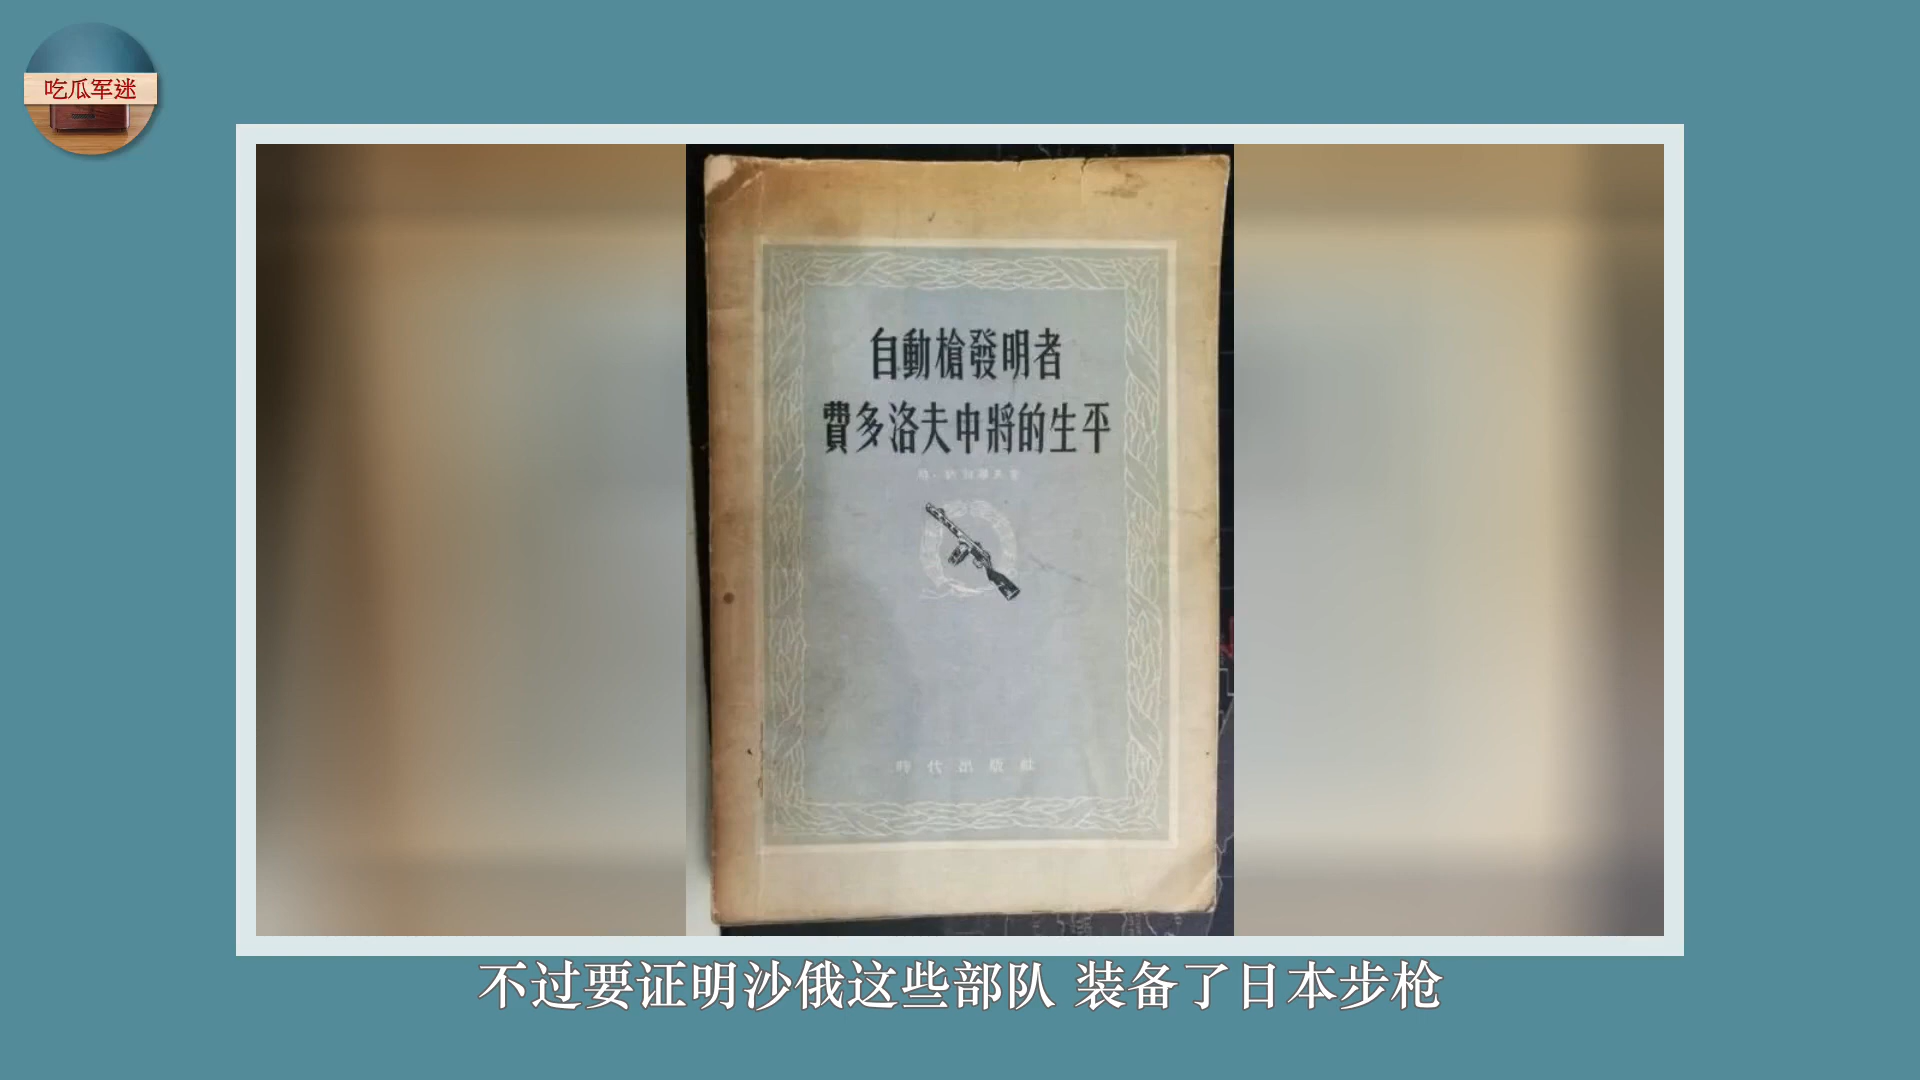 吃瓜军迷
自動槍發明者
費多洛夫中將的生平
時代出版社
不过要证明沙俄这些部队 装备了日本步枪